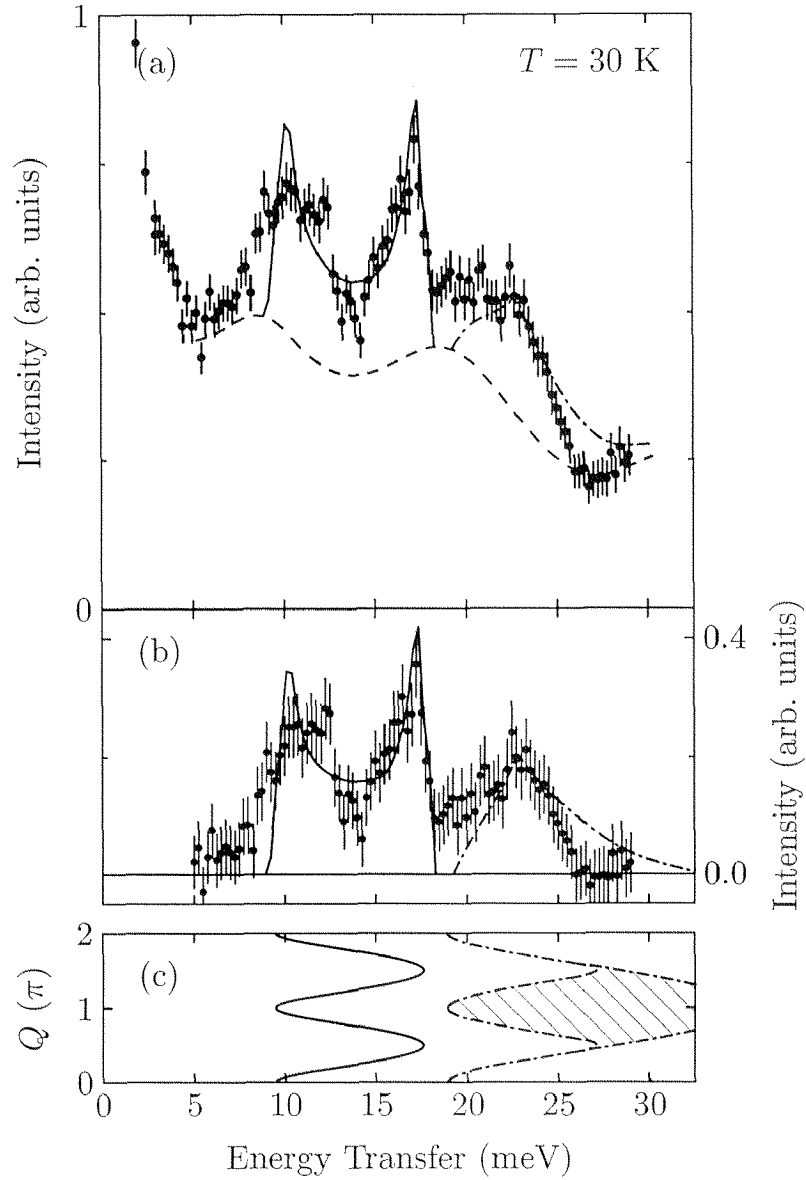 1
(a)
T = 30 K
Intensity (arb. units)
0
(b)
0.4
Intensity (arb. units)
0.0
2
(c)
Q (π)
1
0
0 5 10 15 20 25 30
Energy Transfer (meV)